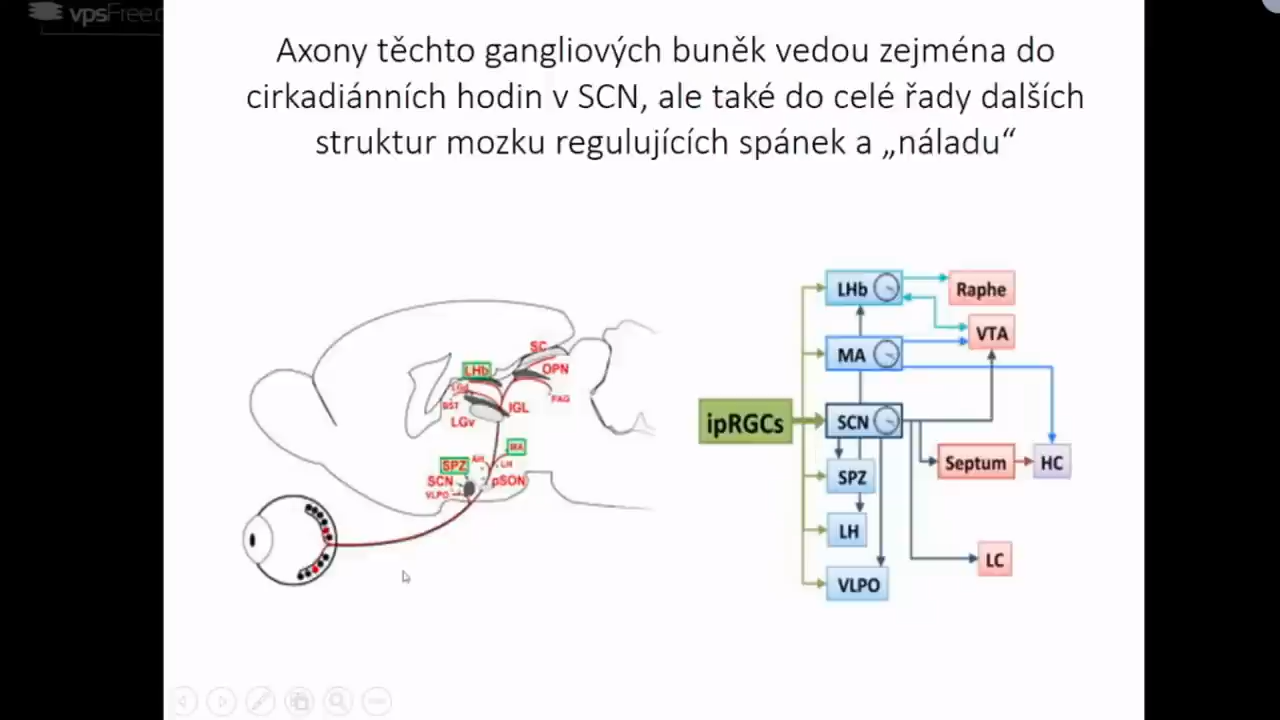 vpsFree.
Axony těchto gangliových buněk vedou zejména do
cirkadiánních hodin v SCN, ale také do celé řady dalších
struktur mozku regulujících spánek a „náladu“
SC
LHb
OPN
PAG
BST
IGL
LGv
MA
AH
LH
SPZ
SCN
pSON
VLPO
LHb
Raphe
VTA
MA
ipRGCs
SCN
Septum
HC
SPZ
LH
LC
VLPO